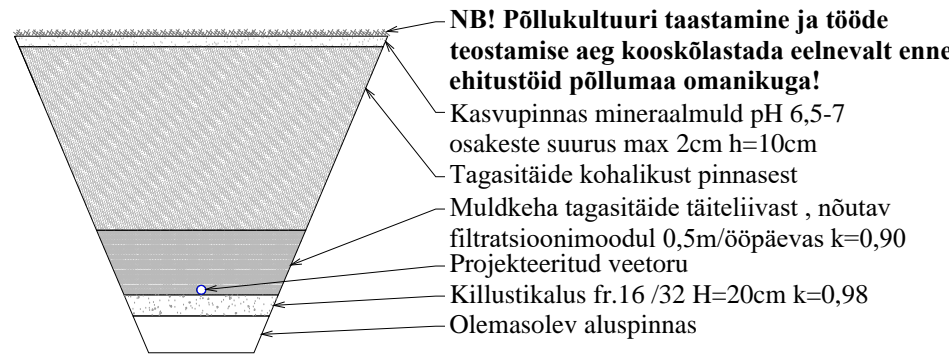 NB! Põllukultuuri taastamine ja tööde
teostamise aeg kooskõlastada eelnevalt enne
ehitustöid põllumaa omanikuga!
Kasvupinnas mineraalmuld pH 6,5-7
osakeste suurus max 2cm h=10cm
Tagasitäide kohalikust pinnasest
Muldkeha tagasitäide täiteliivast , nõutav
filtratsioonimoodul 0,5m/ööpäevas k=0,90
Projekteeritud veetoru
Killustikalus fr.16 /32 H=20cm k=0,98
Olemasolev aluspinnas